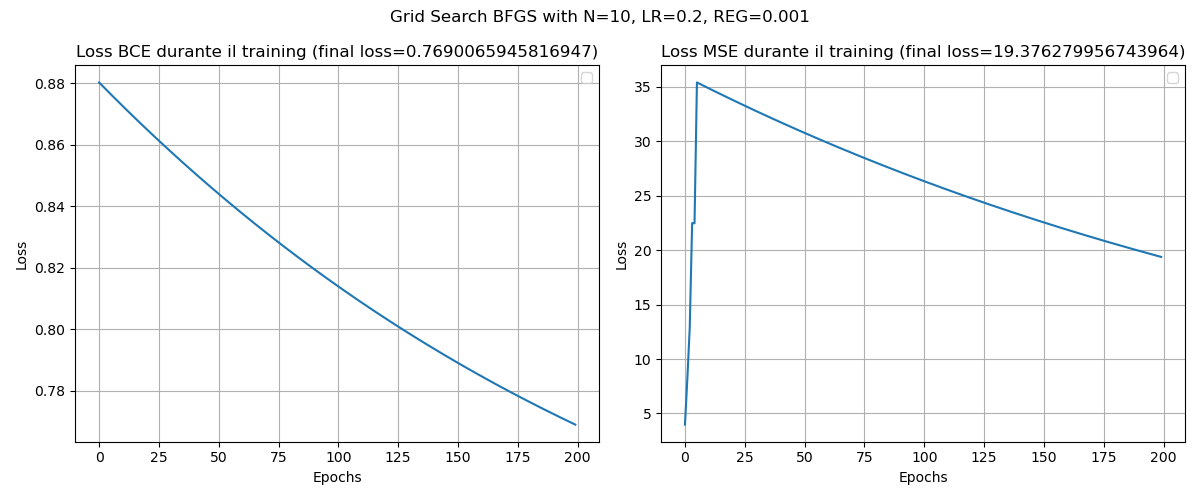 Grid Search BFGS with N=10, LR=0.2, REG=0.001
Loss BCE durante il training (final loss=0.7690065945816947)
Loss
0.88
0.86
0.84
0.82
0.80
0.78
0 25 50 75 100 125 150 175 200
Epochs
Loss MSE durante il training (final loss=19.376279956743964)
Loss
35
30
25
20
15
10
5
0 25 50 75 100 125 150 175 200
Epochs